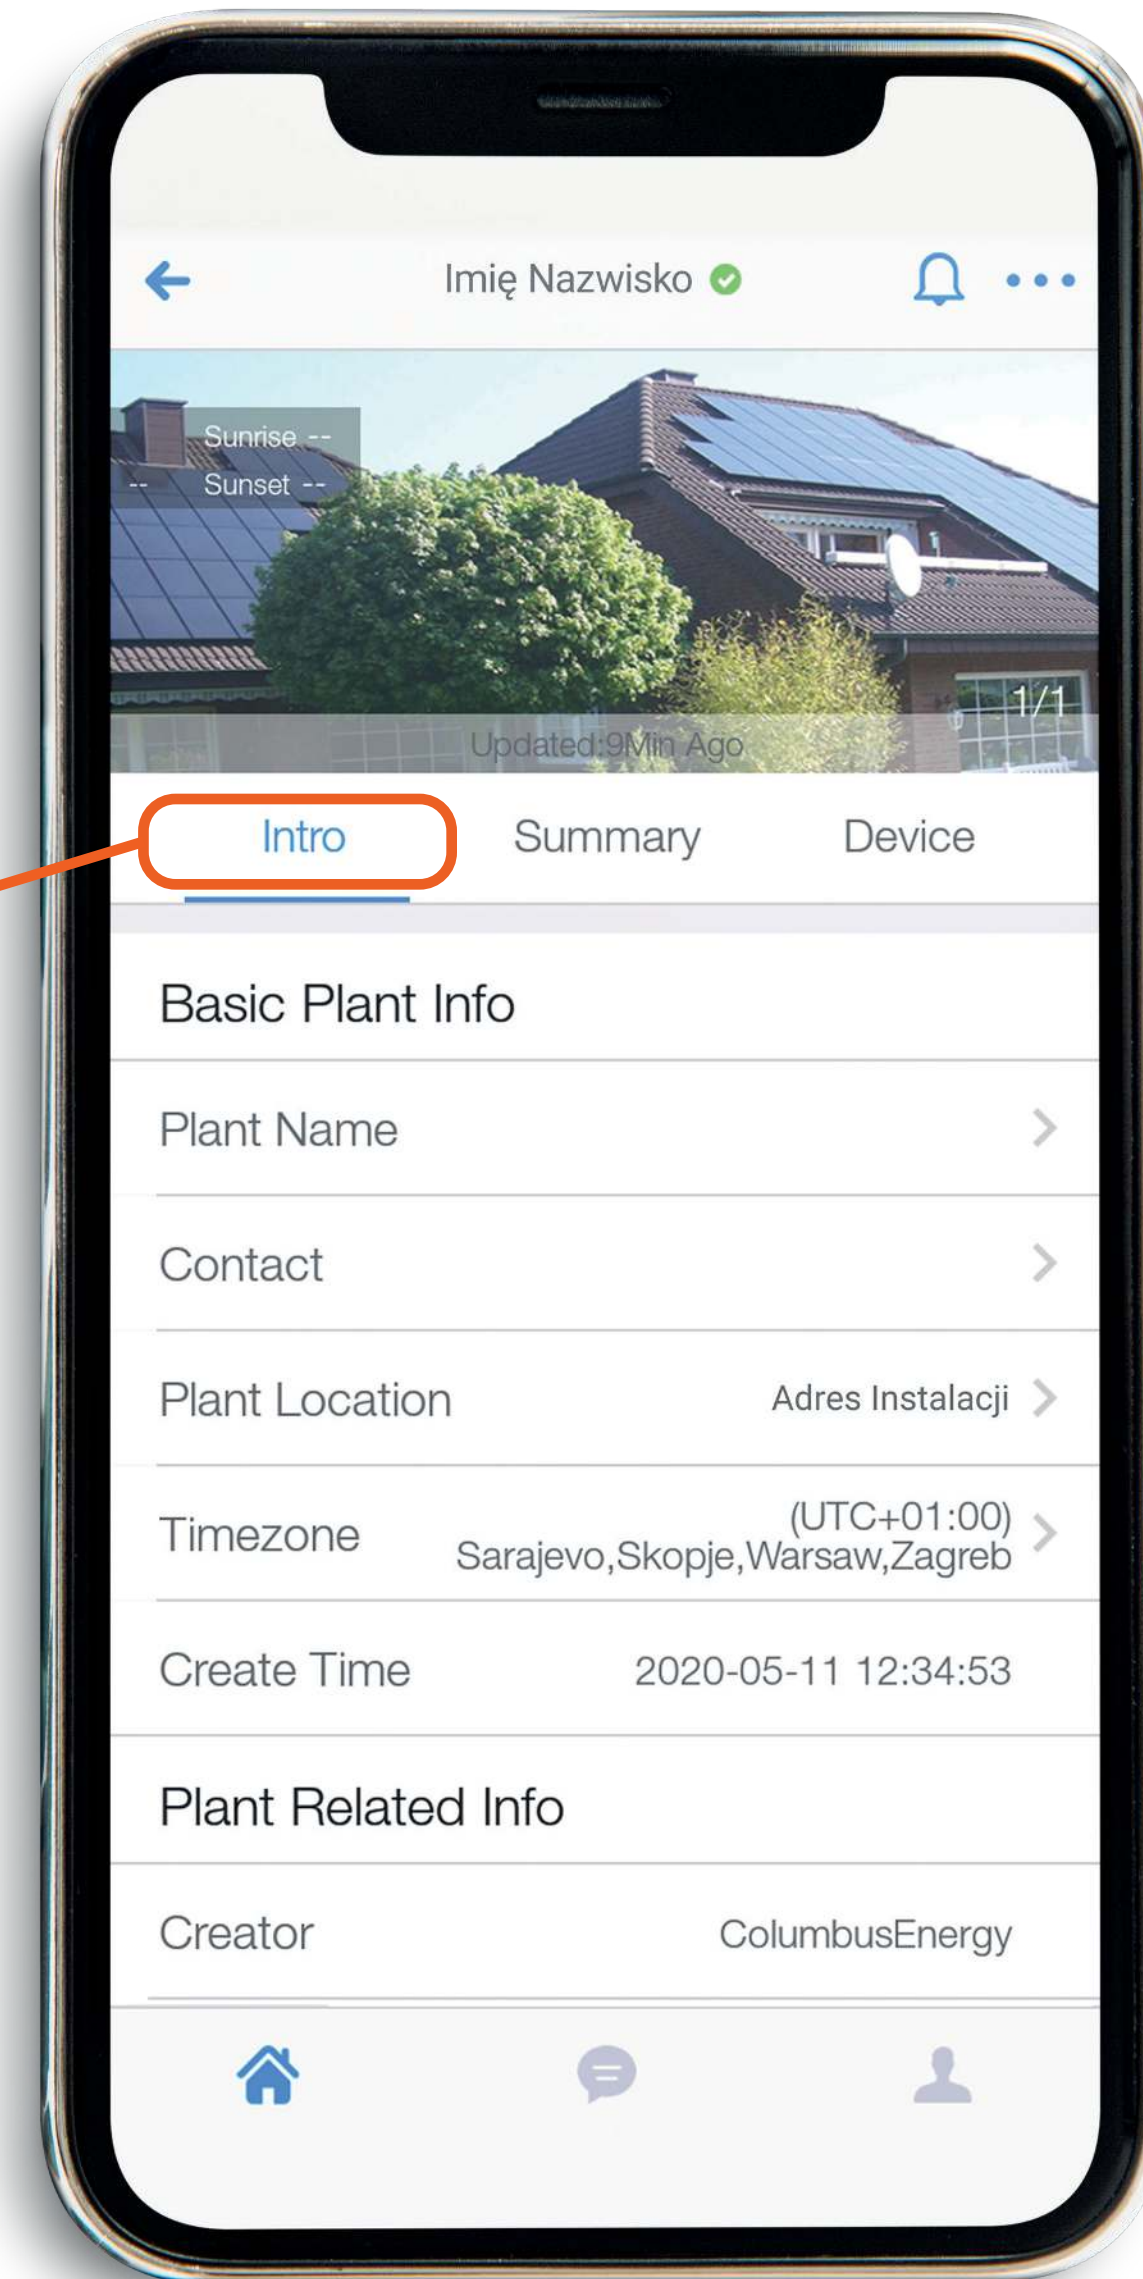 Imię Nazwisko
Sunrise --
-- Sunset --
1/1
Updated:9Min Ago
Intro Summary Device
Basic Plant Info
Plant Name
Contact
Plant Location Adres Instalacji
Timezone (UTC+01:00)
Sarajevo,Skopje,Warsaw,Zagreb
Create Time 2020-05-11 12:34:53
Plant Related Info
Creator ColumbusEnergy